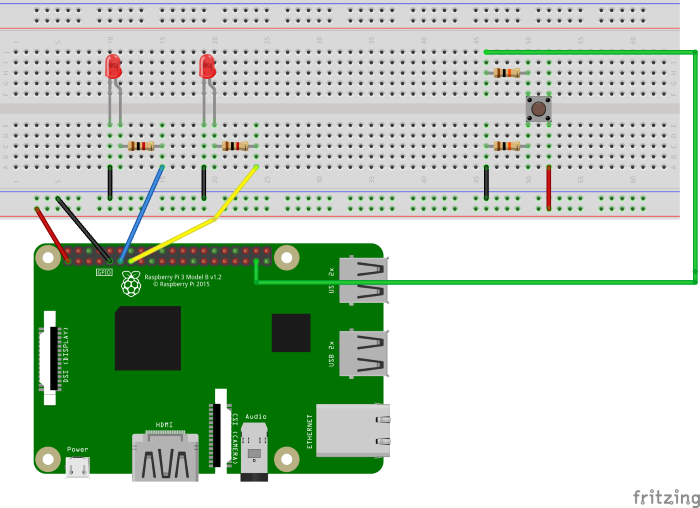 GPIO
Raspberry Pi 3 Model B v1.2
© Raspberry Pi 2015
USB 2x
DSI (DISPLAY)
USB 2x
HDMI
CSI (CAMERA)
Audio
ETHERNET
Power
fritzing